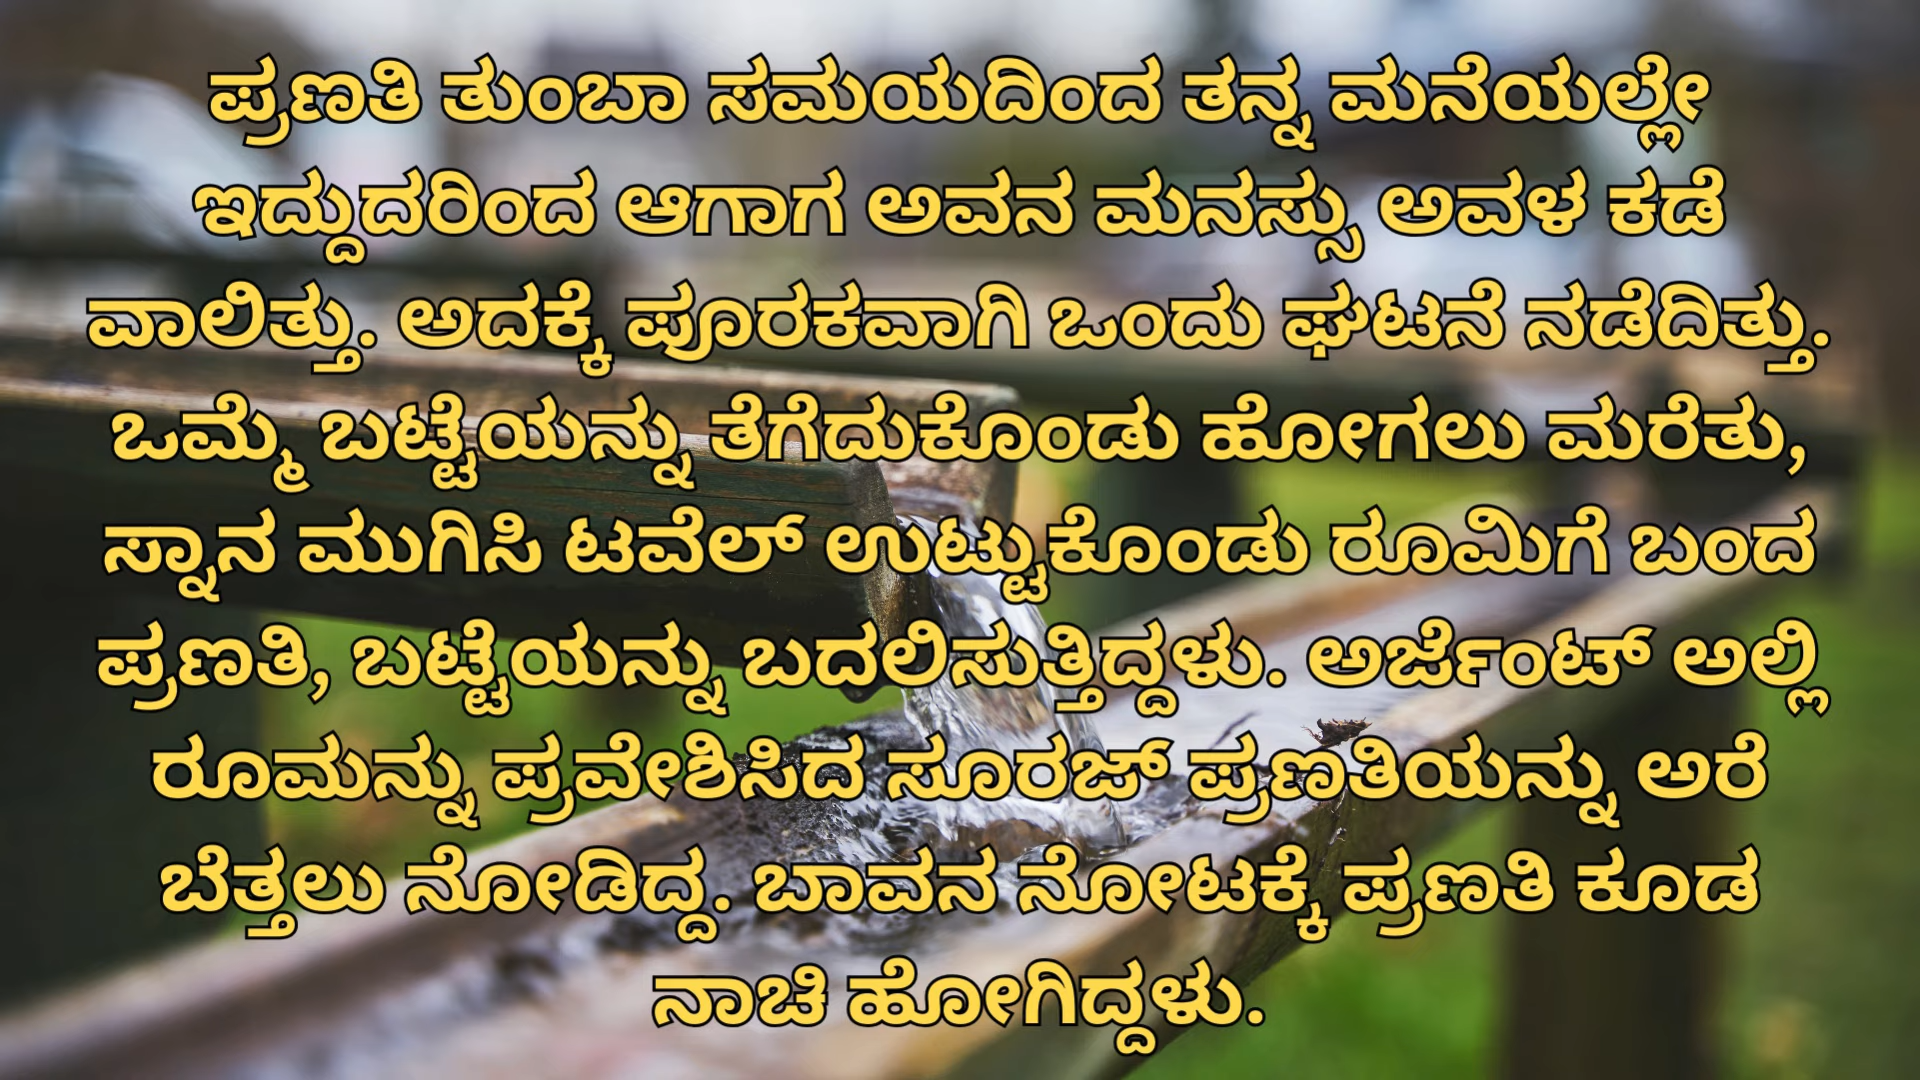 ಪ್ರಣತಿ ತುಂಬಾ ಸಮಯದಿಂದ ತನ್ನ ಮನೆಯಲ್ಲೇ
ಇದ್ದುದರಿಂದ ಆಗಾಗ ಅವನ ಮನಸ್ಸು ಅವಳ ಕಡೆ
ವಾಲಿತ್ತು. ಅದಕ್ಕೆ ಪೂರಕವಾಗಿ ಒಂದು ಘಟನೆ ನಡೆದಿತ್ತು.
ಒಮ್ಮೆ ಬಟ್ಟೆಯನ್ನು ತೆಗೆದುಕೊಂಡು ಹೋಗಲು ಮರೆತು,
ಸ್ನಾನ ಮುಗಿಸಿ ಟವೆಲ್ ಉಟ್ಟುಕೊಂಡು ರೂಮಿಗೆ ಬಂದ
ಪ್ರಣತಿ, ಬಟ್ಟೆಯನ್ನು ಬದಲಿಸುತ್ತಿದ್ದಳು. ಅರ್ಜೆಂಟ್ ಅಲ್ಲಿ
ರೂಮನ್ನು ಪ್ರವೇಶಿಸಿದ ಸೂರಜ್ ಪ್ರಣತಿಯನ್ನು ಅರೆ
ಬೆತ್ತಲು ನೋಡಿದ್ದ. ಬಾವನ ನೋಟಕ್ಕೆ ಪ್ರಣತಿ ಕೂಡ
ನಾಚಿ ಹೋಗಿದ್ದಳು.